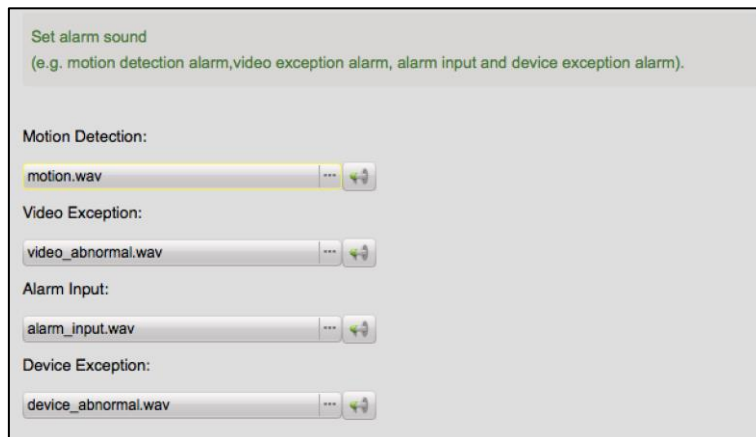 Set alarm sound
(e.g. motion detection alarm,video exception alarm, alarm input and device exception alarm).
Motion Detection:
motion.wav
Video Exception:
video_abnormal.wav
Alarm Input:
alarm_input.wav
Device Exception:
device_abnormal.wav